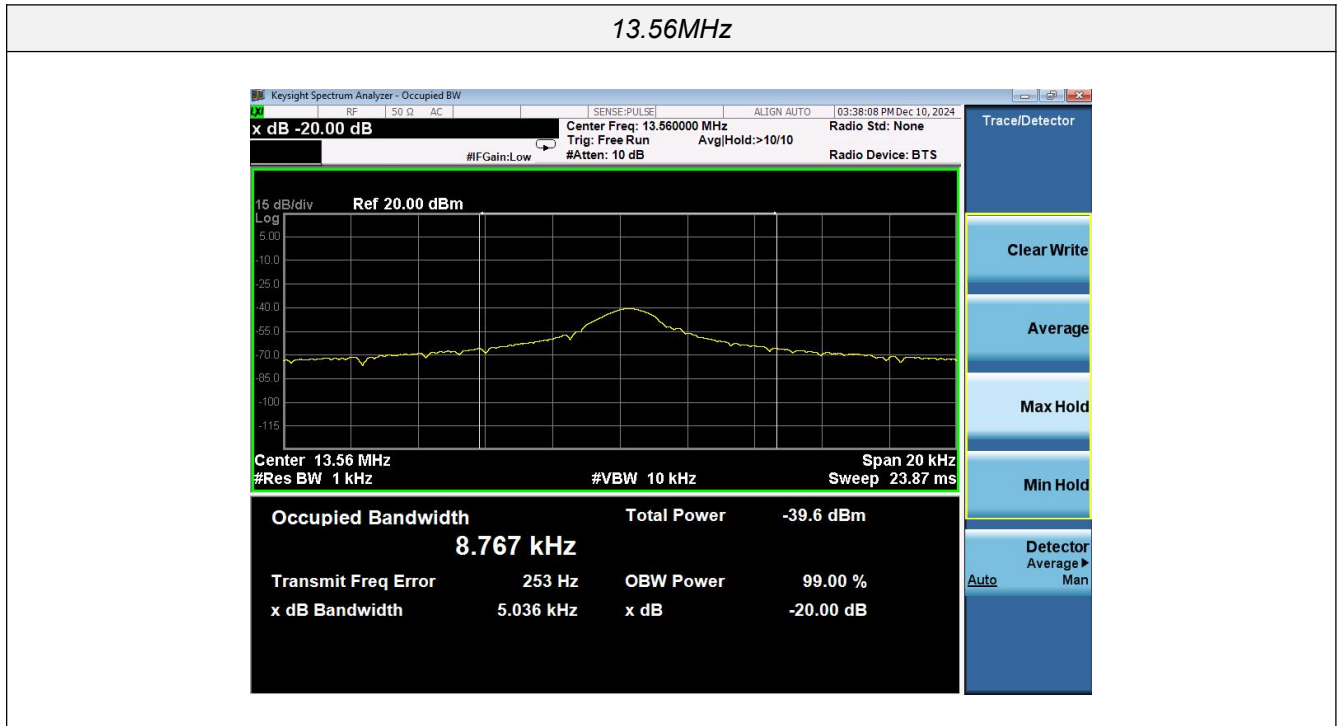 13.56MHz
Keysight Spectrum Analyzer - Occupied BW
LXI RF 50 Ω AC SENSE:PULSE ALIGN AUTO 03:38:08 PM Dec 10, 2024
x dB -20.00 dB
Center Freq: 13.560000 MHz Radio Std: None
Trig: Free Run Avg|Hold:>10/10
#IFGain:Low #Atten: 10 dB Radio Device: BTS
15 dB/div Ref 20.00 dBm
Log
5.00
-10.0
-25.0
-40.0
-55.0
-70.0
-85.0
-100
-115
Center 13.56 MHz Span 20 kHz
#Res BW 1 kHz #VBW 10 kHz Sweep 23.87 ms
Occupied Bandwidth Total Power -39.6 dBm
8.767 kHz
Transmit Freq Error 253 Hz OBW Power 99.00 %
x dB Bandwidth 5.036 kHz x dB -20.00 dB
Trace/Detector
Clear Write
Average
Max Hold
Min Hold
Detector
Average
Auto Man